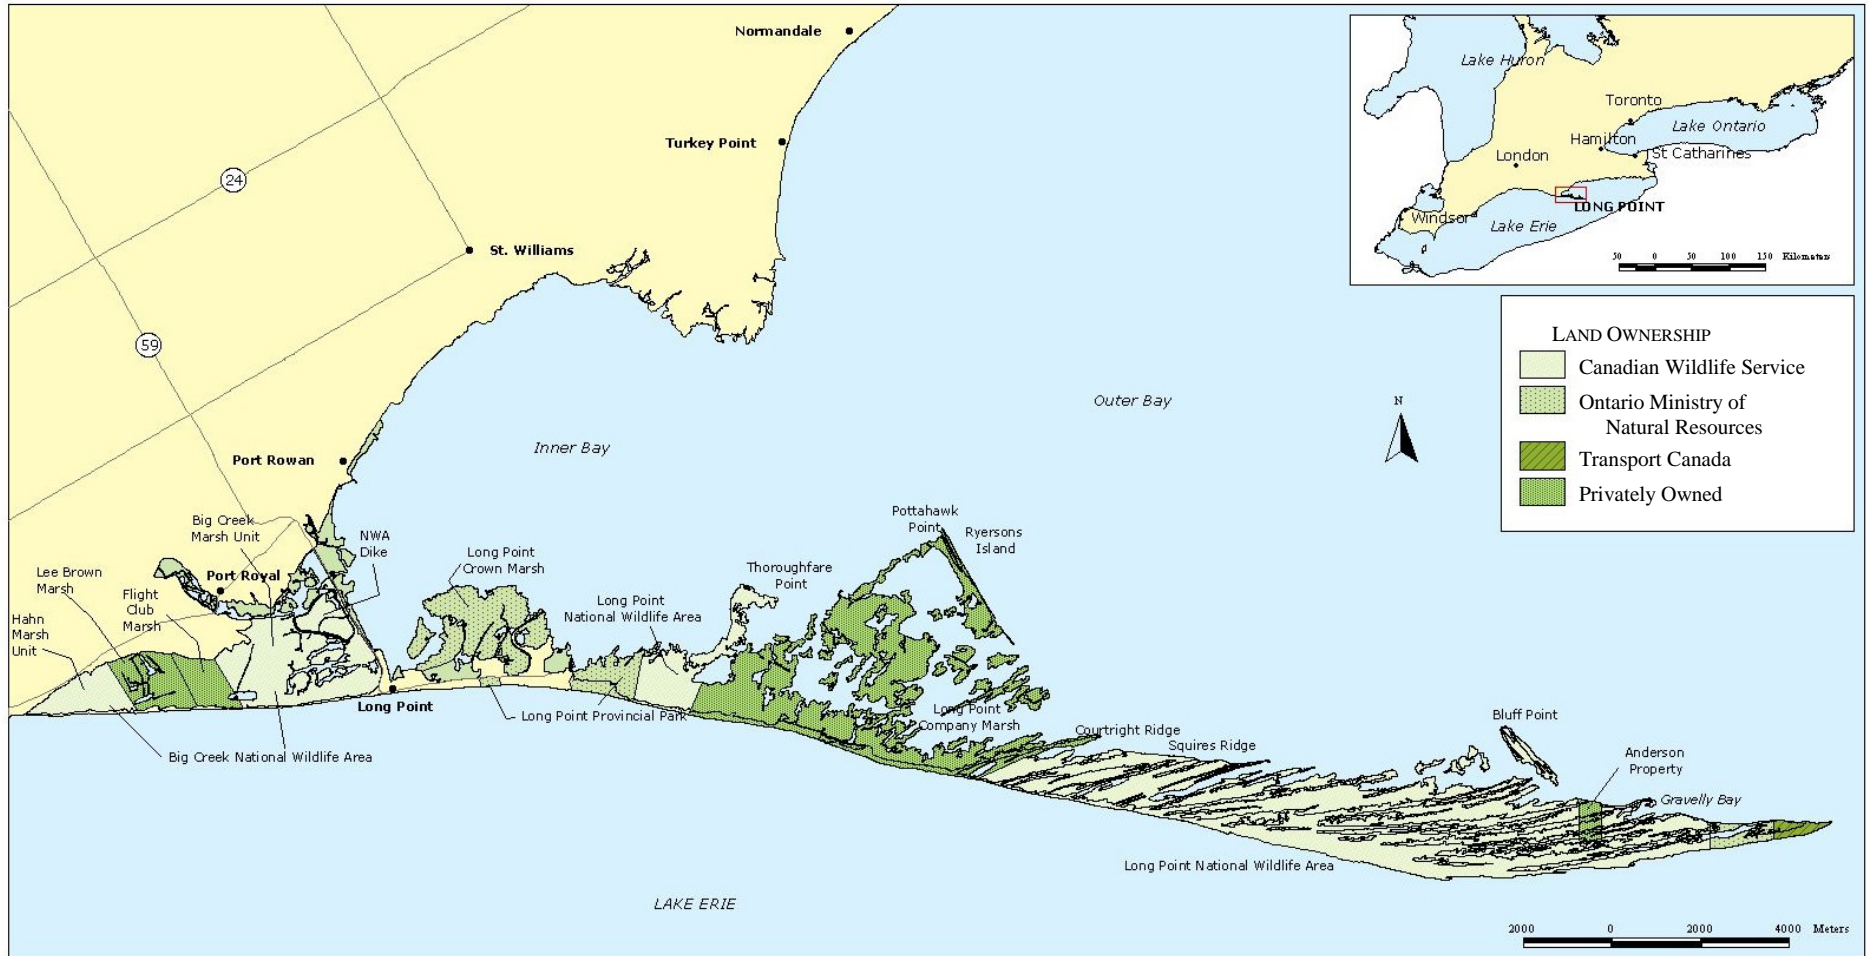 Normandale
Turkey Point
24
St. Williams
59
Outer Bay
Inner Bay
Port Rowan
Big Creek
Marsh Unit
NWA
Dike
Long Point
Crown Marsh
Pottahawk
Point
Ryersons
Island
Lee Brown
Marsh
Port Royal
Flight
Club
Marsh
Hahn
Marsh
Unit
Thoroughfare
Point
Long Point
National Wildlife Area
Long Point
Long Point Provincial Park
Big Creek National Wildlife Area
Long Point
Company Marsh
Courtright Ridge
Squires Ridge
Bluff Point
Anderson
Property
Gravelly Bay
Long Point National Wildlife Area
LAKE ERIE
2000 0 2000 4000 Meters
N
Lake Huron
Toronto
Lake Ontario
Hamilton
St Catharines
London
LONG POINT
Windsor
Lake Erie
50 0 50 100 150 Kilometers
LAND OWNERSHIP
Canadian Wildlife Service
Ontario Ministry of
Natural Resources
Transport Canada
Privately Owned